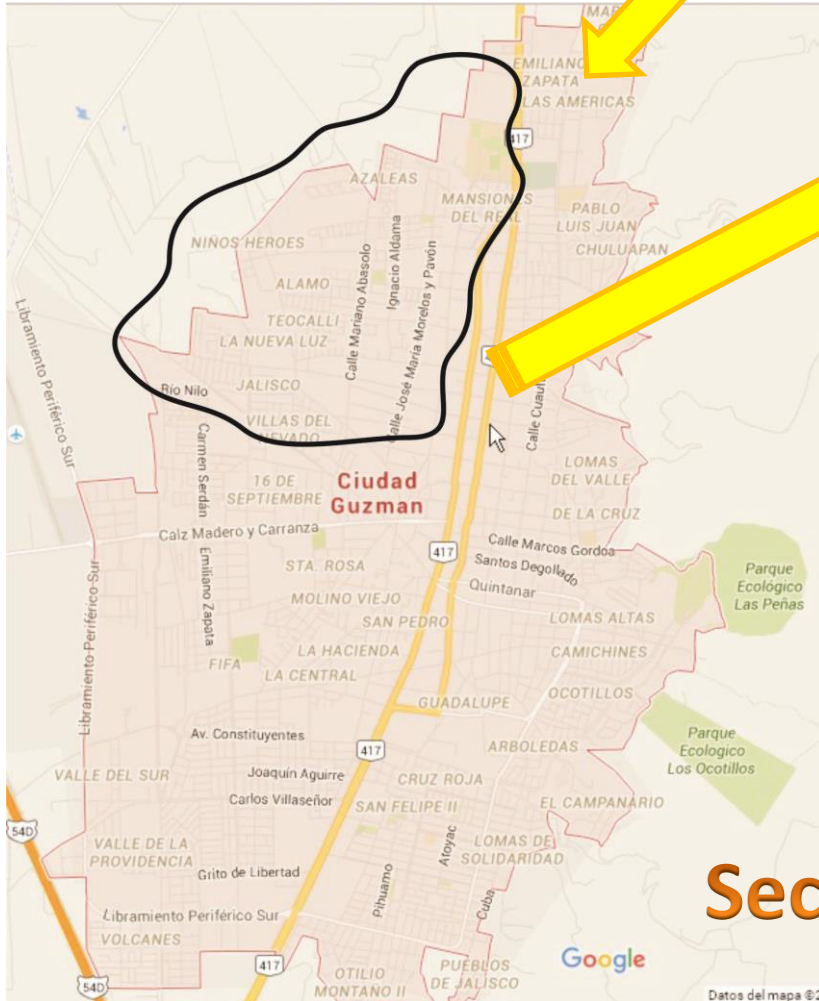 EMILIANO
ZAPATA
LAS AMERICAS
417
AZALEAS
MANSIONES
DEL REAL
PABLO
LUIS JUAN
CHULUAPAN
NIÑOS HEROES
Calle Mariano Abasolo
Ignacio Aldama
Calle José María Morelos y Pavón
ALAMO
TEOCALLI
LA NUEVA LUZ
Libramiento Periférico Sur
Río Nilo
JALISCO
VILLAS DEL
Carmen Serdán
16 DE
SEPTIEMBRE
Ciudad
Guzman
LOMAS
DEL VALLE
DE LA CRUZ
Calz Madero y Carranza
Emiliano Zapata
417
Calle Marcos Gordoa
Santos Degollado
Quintanar
STA. ROSA
MOLINO VIEJO
SAN PEDRO
LOMAS ALTAS
Parque
Ecológico
Las Peñas
Libramiento Periférico Sur
FIFA
LA HACIENDA
LA CENTRAL
CAMICHINES
OCOTILLOS
GUADALUPE
Av. Constituyentes
417
ARBOLEDAS
Parque
Ecologico
Los Ocotillos
VALLE DEL SUR
Joaquín Aguirre
Carlos Villaseñor
CRUZ ROJA
SAN FELIPE II
EL CAMPANARIO
54D
VALLE DE LA
PROVIDENCIA
Atoyac
LOMAS DE
SOLIDARIDAD
Grito de Libertad
Pihuamo
Cuba
Sec
Libramiento Periférico Sur
VOLCANES
417
54D
OTILIO
MONTAÑO II
PUEBLOS
DE JALISCO
Google
Datos del mapa ©2